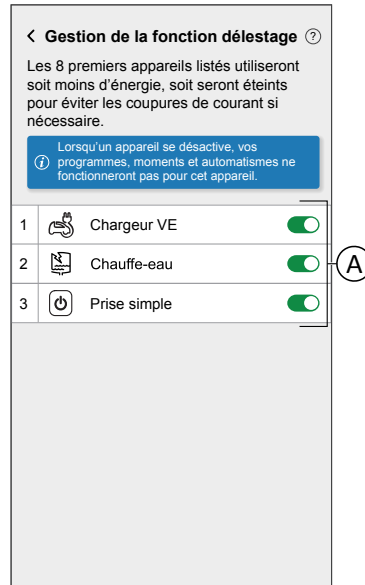 Gestion de la fonction délestage ?
Les 8 premiers appareils listés utiliseront
soit moins d'énergie, soit seront éteints
pour éviter les coupures de courant si
nécessaire.
Lorsqu'un appareil se désactive, vos
i programmes, moments et automatismes ne
fonctionneront pas pour cet appareil.
1 Chargeur VE
2 Chauffe-eau
3 Prise simple
A